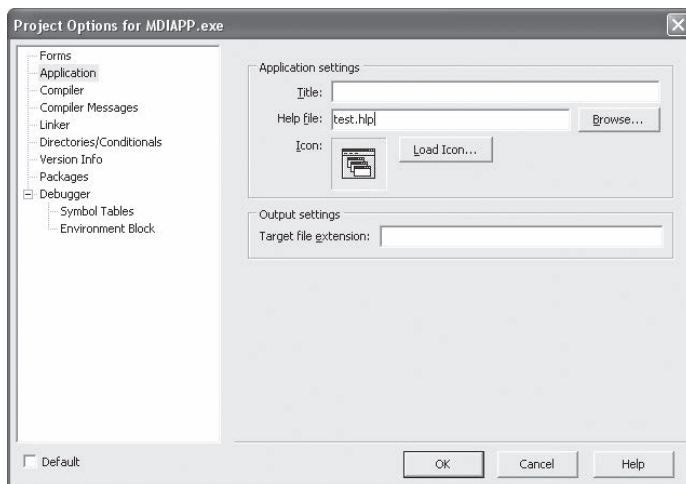 Project Options for MDIAPP.exe
Forms
Application
Compiler
Compiler Messages
Linker
Directories/Conditionals
Version Info
Packages
Debugger
Symbol Tables
Environment Block
Application settings
Title:
Help file: test.hlp Browse...
Icon: Load Icon...
Output settings
Target file extension:
Default OK Cancel Help